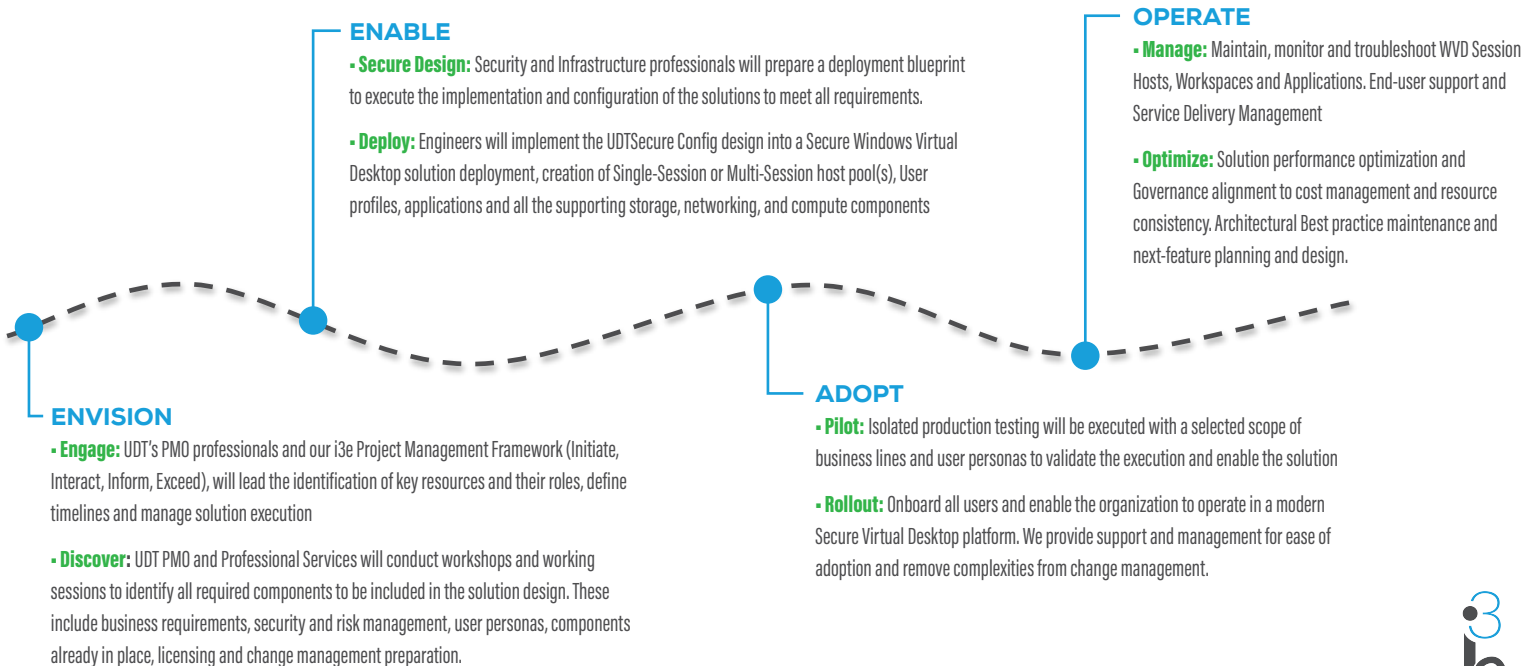 ENABLE
▪ Secure Design: Security and Infrastructure professionals will prepare a deployment blueprint
to execute the implementation and configuration of the solutions to meet all requirements.
▪ Deploy: Engineers will implement the UDTSecure Config design into a Secure Windows Virtual
Desktop solution deployment, creation of Single-Session or Multi-Session host pool(s), User
profiles, applications and all the supporting storage, networking, and compute components
OPERATE
▪ Manage: Maintain, monitor and troubleshoot WVD Session
Hosts, Workspaces and Applications. End-user support and
Service Delivery Management
▪ Optimize: Solution performance optimization and
Governance alignment to cost management and resource
consistency. Architectural Best practice maintenance and
next-feature planning and design.
ENVISION
▪ Engage: UDT's PMO professionals and our i3e Project Management Framework (Initiate,
Interact, Inform, Exceed), will lead the identification of key resources and their roles, define
timelines and manage solution execution
▪ Discover: UDT PMO and Professional Services will conduct workshops and working
sessions to identify all required components to be included in the solution design. These
include business requirements, security and risk management, user personas, components
already in place, licensing and change management preparation.
ADOPT
▪ Pilot: Isolated production testing will be executed with a selected scope of
business lines and user personas to validate the execution and enable the solution
▪ Rollout: Onboard all users and enable the organization to operate in a modern
Secure Virtual Desktop platform. We provide support and management for ease of
adoption and remove complexities from change management.